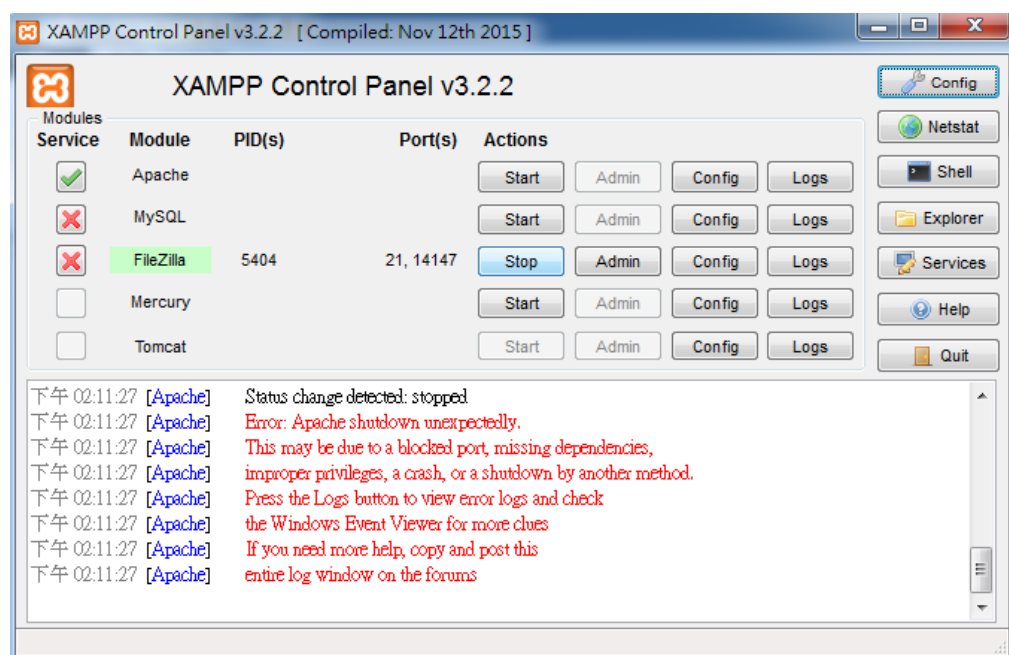 XAMPP Control Panel v3.2.2 [ Compiled: Nov 12th 2015 ]
XAMPP Control Panel v3.2.2
Config
Modules
Service Module PID(s) Port(s) Actions
Netstat
Apache Start Admin Config Logs
Shell
MySQL Start Admin Config Logs
Explorer
FileZilla 5404 21, 14147 Stop Admin Config Logs
Services
Mercury Start Admin Config Logs
Help
Tomcat Start Admin Config Logs
Quit
下午 02:11:27 [Apache] Status change detected: stopped
下午 02:11:27 [Apache] Error: Apache shutdown unexpectedly.
下午 02:11:27 [Apache] This may be due to a blocked port, missing dependencies,
下午 02:11:27 [Apache] improper privileges, a crash, or a shutdown by another method.
下午 02:11:27 [Apache] Press the Logs button to view error logs and check
下午 02:11:27 [Apache] the Windows Event Viewer for more clues
下午 02:11:27 [Apache] If you need more help, copy and post this
下午 02:11:27 [Apache] entire log window on the forums